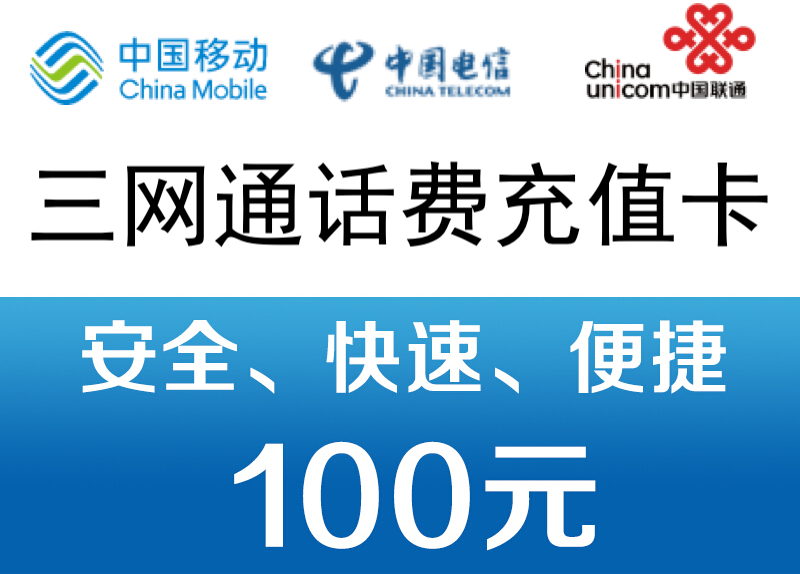 中国移动
China Mobile
中国电信
CHINA TELECOM
China
unicom中国联通
三网通话费充值卡
安全、快速、便捷
100元